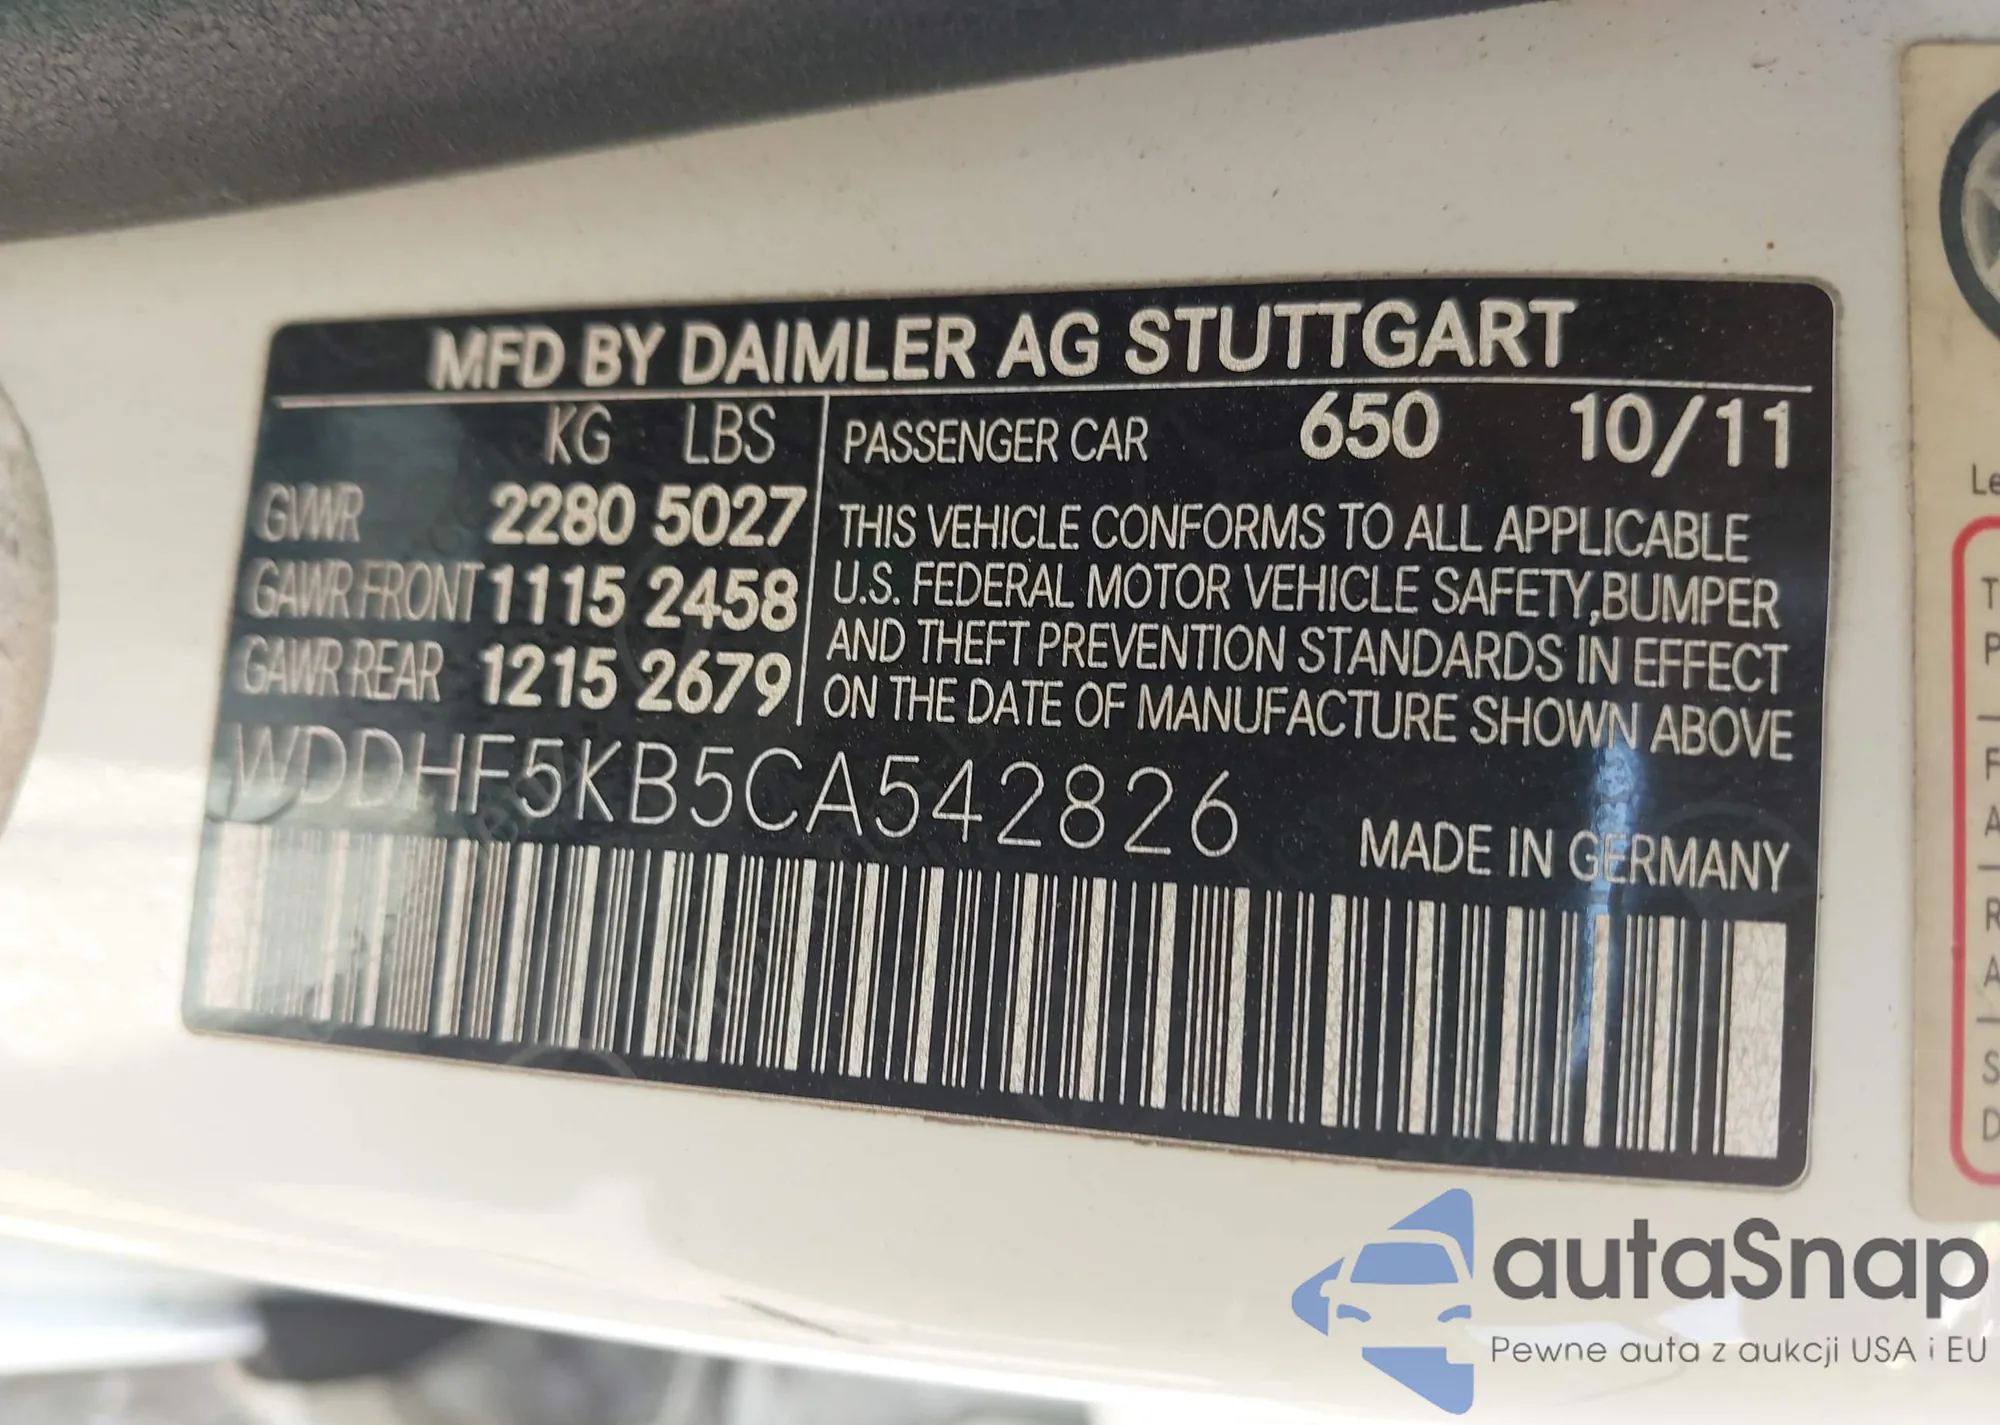 MFD BY DAIMLER AG STUTTGART
KG LBS
GVWR 2280 5027
GAWR FRONT 1115 2458
GAWR REAR 1215 2679
PASSENGER CAR 650 10/11
THIS VEHICLE CONFORMS TO ALL APPLICABLE
U.S. FEDERAL MOTOR VEHICLE SAFETY,BUMPER
AND THEFT PREVENTION STANDARDS IN EFFECT
ON THE DATE OF MANUFACTURE SHOWN ABOVE
WDDHF5KB5CA542826
MADE IN GERMANY
Le
T
P
F
A
R
A
S
D
autaSnap
Pewne auta z aukcji USA i EU